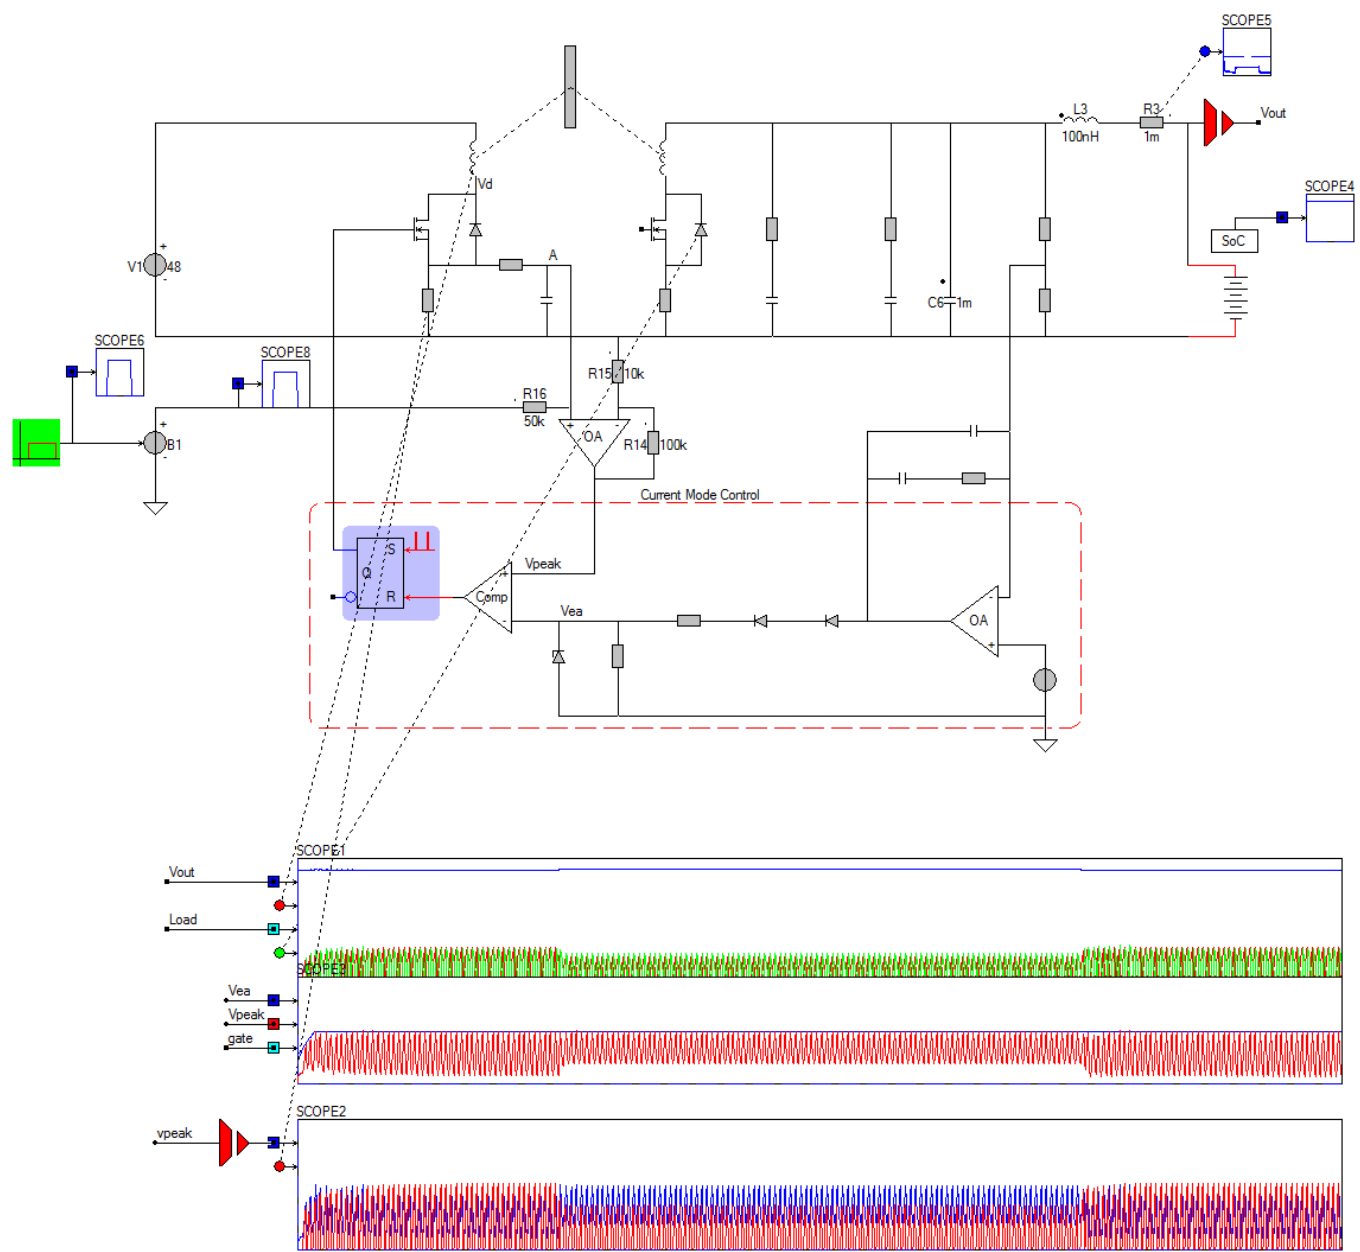 SCOPE5
L3
R3
Vout
100nH
1m
Vd
SCOPE4
A
SoC
V1
+
48
-
C6
1m
SCOPE6
SCOPE8
R15
10k
R16
50k
+
-
+
B1
-
OA
R14
100k
Current Mode Control
S
Q
R
Vpeak
+
Comp
-
Vea
-
OA
+
SCOPE1
Vout
Load
SCOPE3
Vea
Vpeak
gate
SCOPE2
vpeak